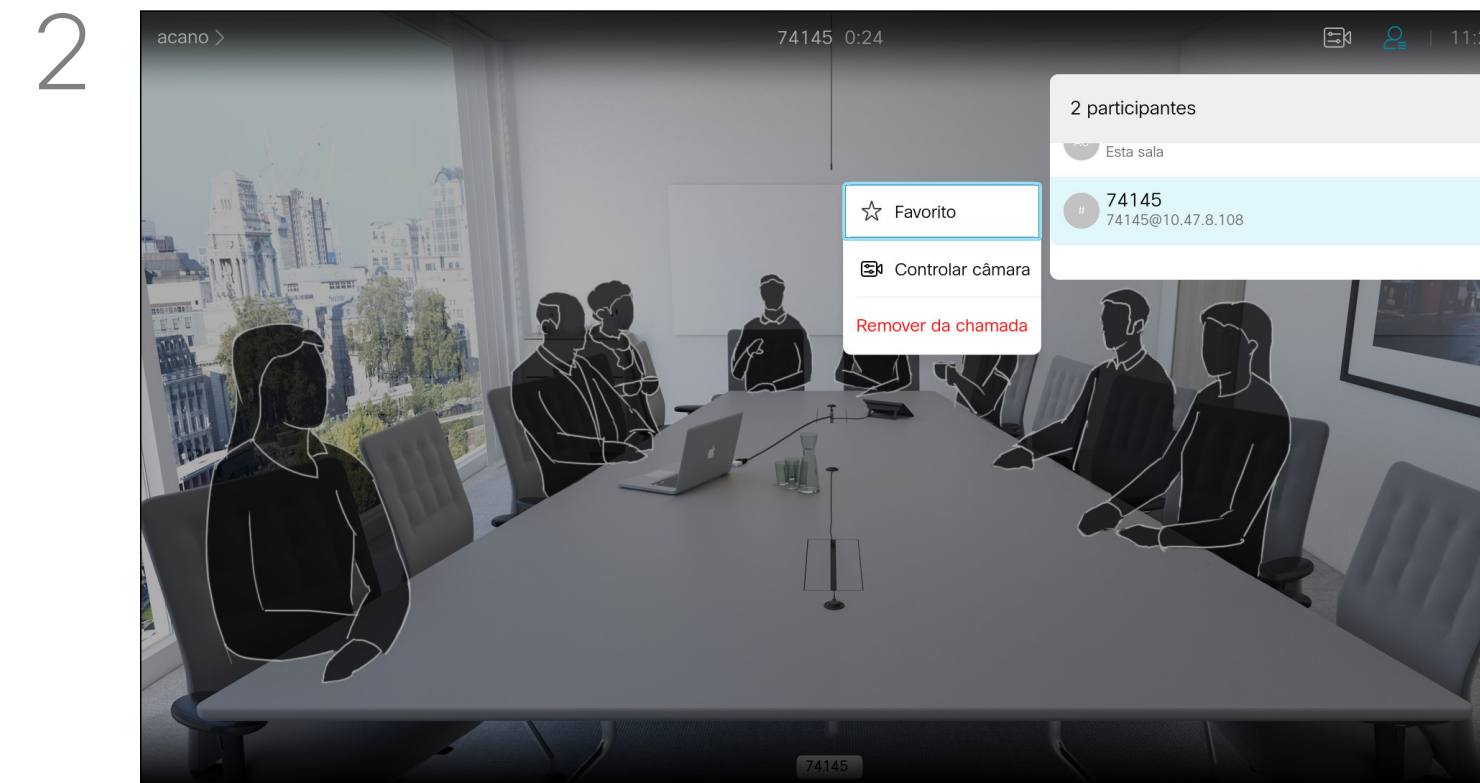 2
acano >
74145 0:24
2 participantes
Esta sala
#
74145
74145@10.47.8.108
Favorito
Controlar câmara
Remover da chamada
74145